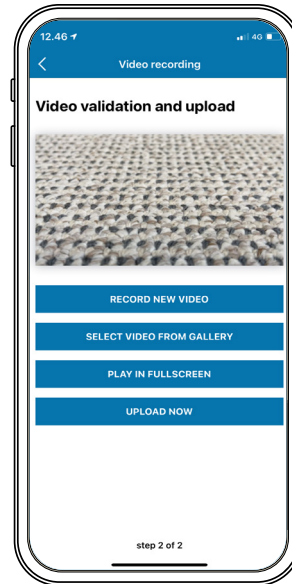 12.46
4G
Video recording
Video validation and upload
RECORD NEW VIDEO
SELECT VIDEO FROM GALLERY
PLAY IN FULLSCREEN
UPLOAD NOW
step 2 of 2